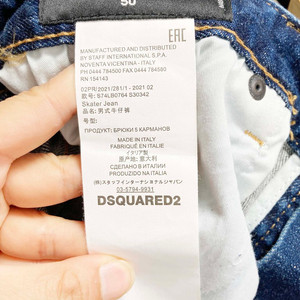 50
EAC
MANUFACTURED AND DISTRIBUTED
BY STAFF INTERNATIONAL S.P.A.
NOVENTA VICENTINA - ITALY
PH 0444 784500 FAX 0444 784580
RN 154143
02PR/2021/2S1/1 - 2021 02
款号: S74LB0764 S30342
Skater Jean
品名: 男式牛仔裤
号型:
ПРОДУКТ: БРЮКИ 5 КАРМАНОВ
MADE IN ITALY
FABRIQUÉ EN ITALIE
イタリア製
原产地: 意大利
СДЕЛАНО В ИТАЛИИ
PRODUZIDO NA ITALIA
(株)スタッフインターナショナルジャパン
03-5794-9931
DSQUARED2